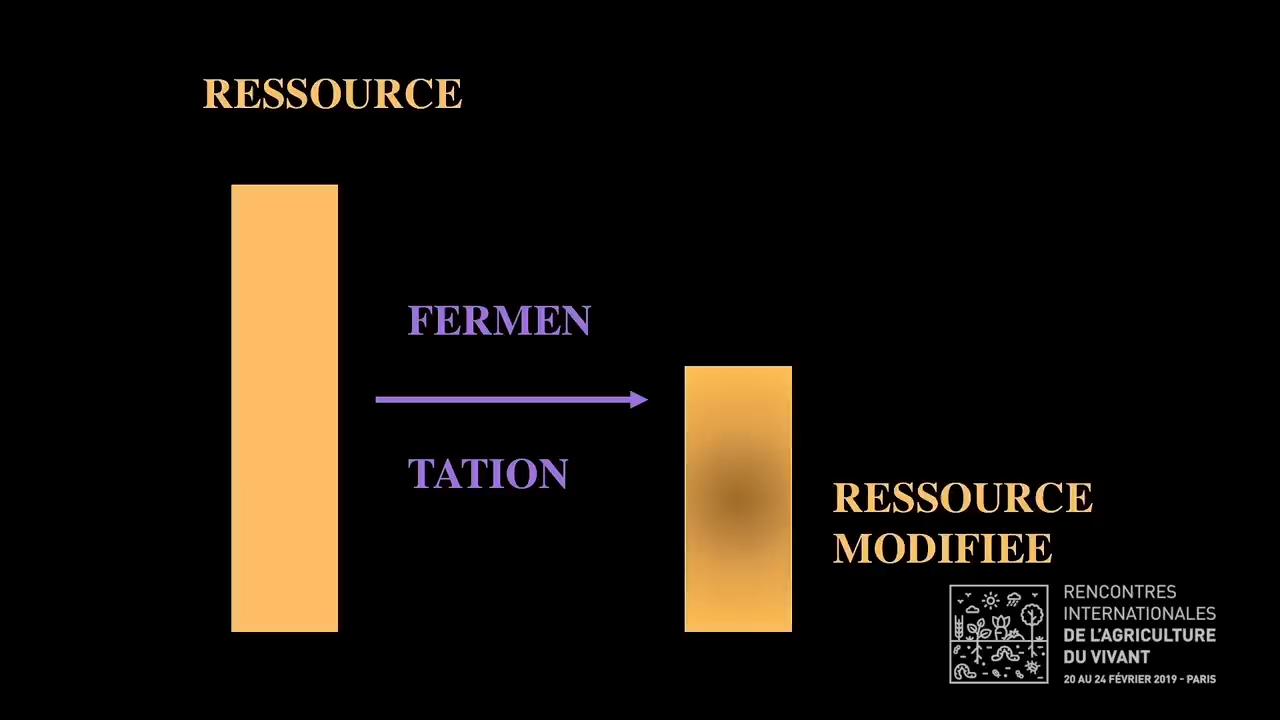 RESSOURCE
FERMEN
TATION
RESSOURCE
MODIFIEE
RENCONTRES
INTERNATIONALES
DE L'AGRICULTURE
DU VIVANT
20 AU 24 FÉVRIER 2019 - PARIS